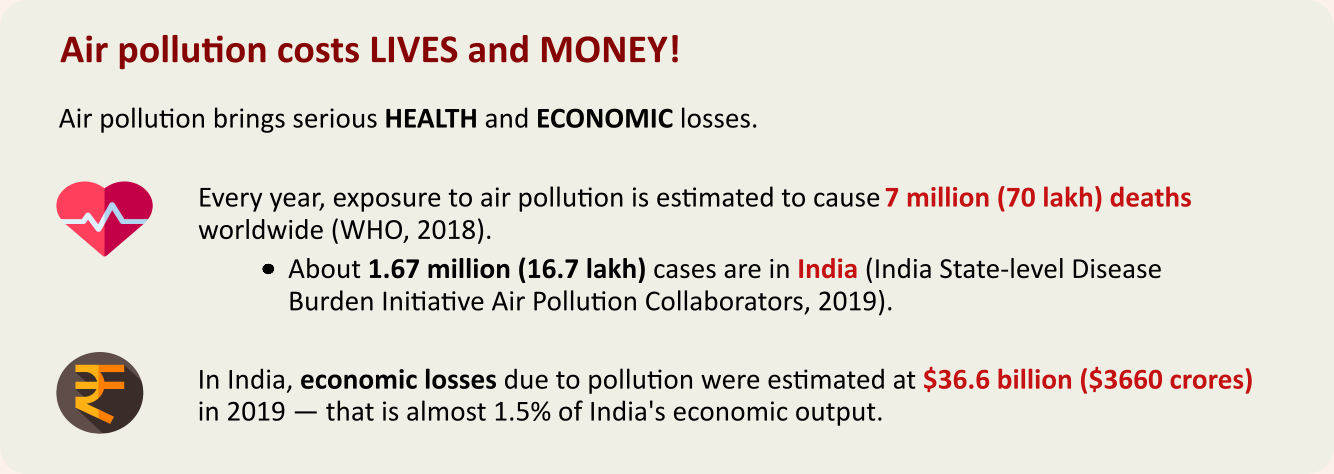 Air pollution costs LIVES and MONEY!
Air pollution brings serious HEALTH and ECONOMIC losses.
Every year, exposure to air pollution is estimated to cause 7 million (70 lakh) deaths
worldwide (WHO, 2018).
• About 1.67 million (16.7 lakh) cases are in India (India State-level Disease
Burden Initiative Air Pollution Collaborators, 2019).
In India, economic losses due to pollution were estimated at $36.6 billion ($3660 crores)
in 2019 — that is almost 1.5% of India's economic output.